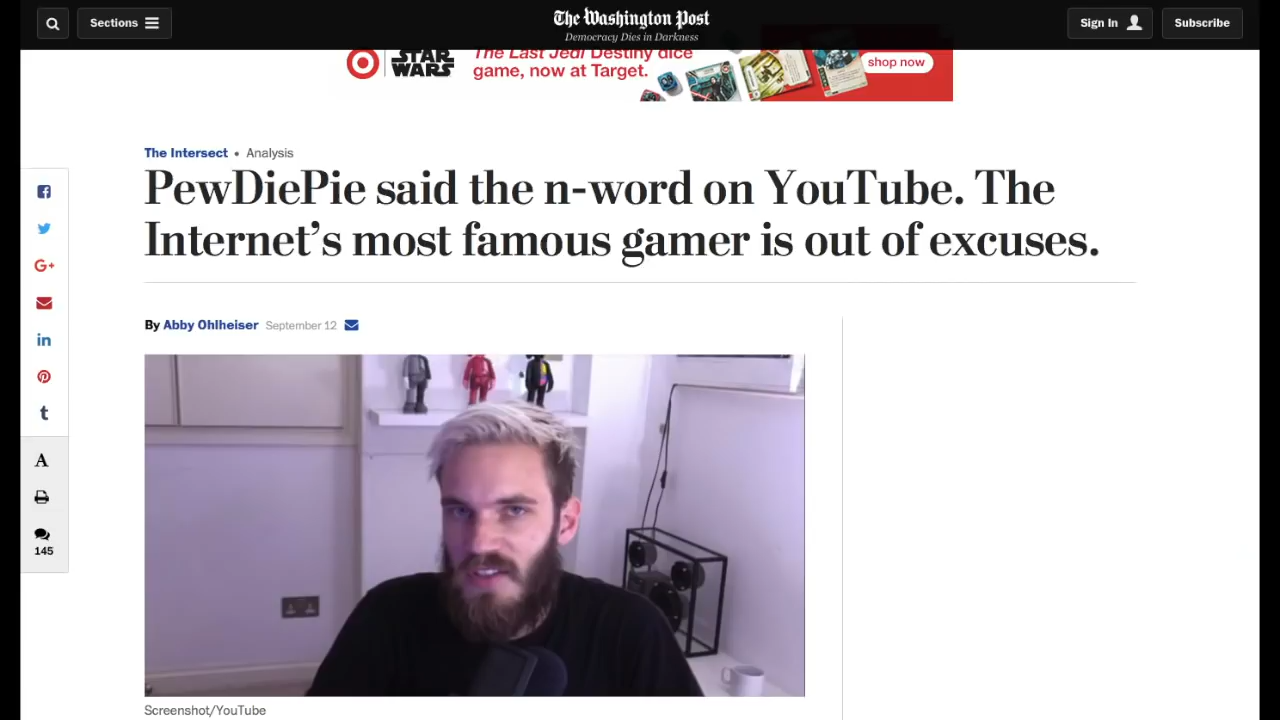 Sections
The Washington Post
Democracy Dies in Darkness
Sign In
Subscribe
STAR WARS
The Last Jedi Destiny dice
game, now at Target.
shop now
The Intersect • Analysis
PewDiePie said the n-word on YouTube. The
Internet’s most famous gamer is out of excuses.
By Abby Ohlheiser September 12
G+
in
t
A
145
Screenshot/YouTube